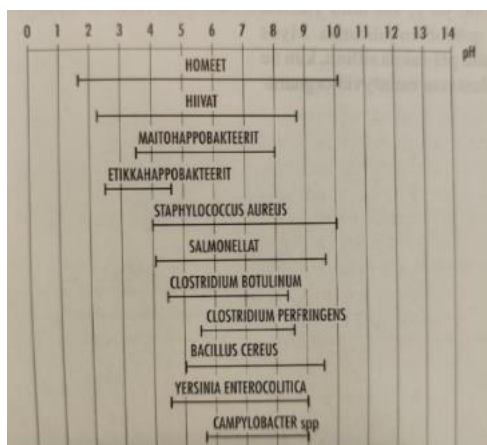 0 1 2 3 4 5 6 7 8 9 10 11 12 13 14
pH
HOMEET
HIIVAT
MAITOHAPPOBAKTEERIT
ETIKKAHAPPOBAKTEERIT
STAPHYLOCOCCUS AUREUS
SALMONELLAT
CLOSTRIDIUM BOTULINUM
CLOSTRIDIUM PERFRINGENS
BACILLUS CEREUS
YERSINIA ENTEROCOLITICA
CAMPYLOBACTER spp